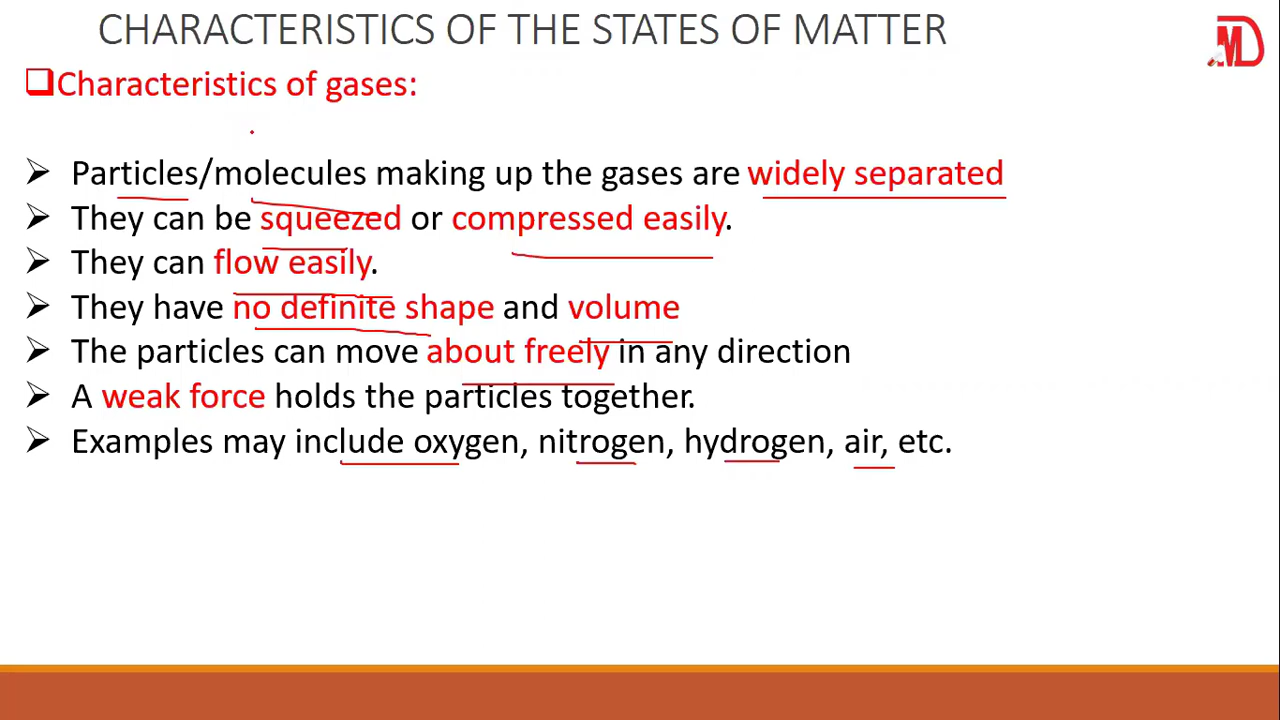 CHARACTERISTICS OF THE STATES OF MATTER
MD
Characteristics of gases:
Particles/molecules making up the gases are widely separated
They can be squeezed or compressed easily.
They can flow easily.
They have no definite shape and volume
The particles can move about freely in any direction
A weak force holds the particles together.
Examples may include oxygen, nitrogen, hydrogen, air, etc.